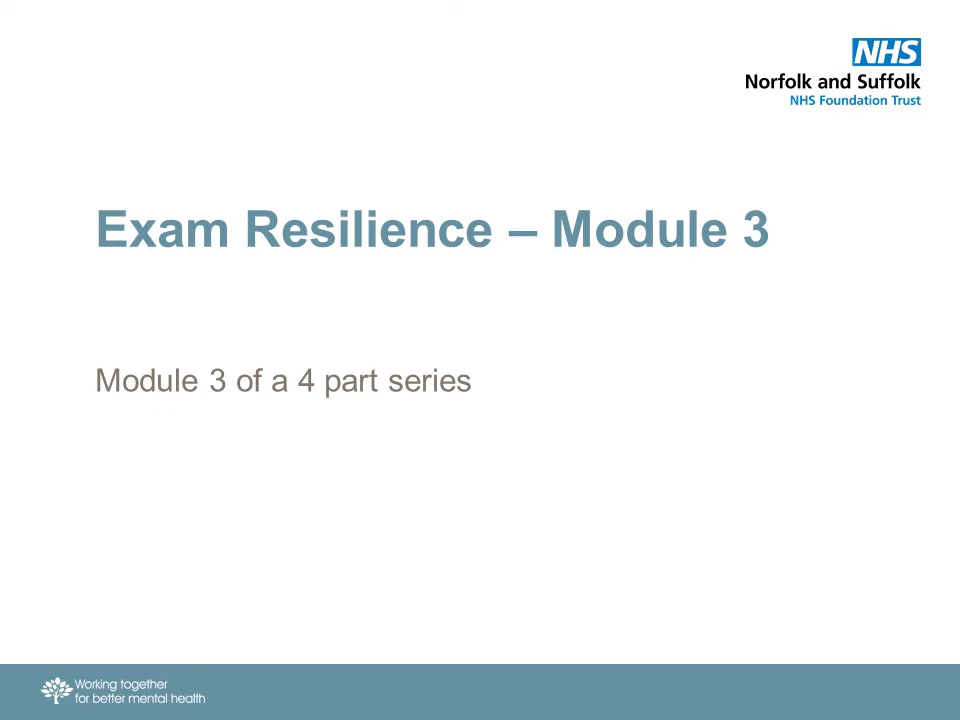 NHS
Norfolk and Suffolk
NHS Foundation Trust
Exam Resilience – Module 3
Module 3 of a 4 part series
Working together
for better mental health